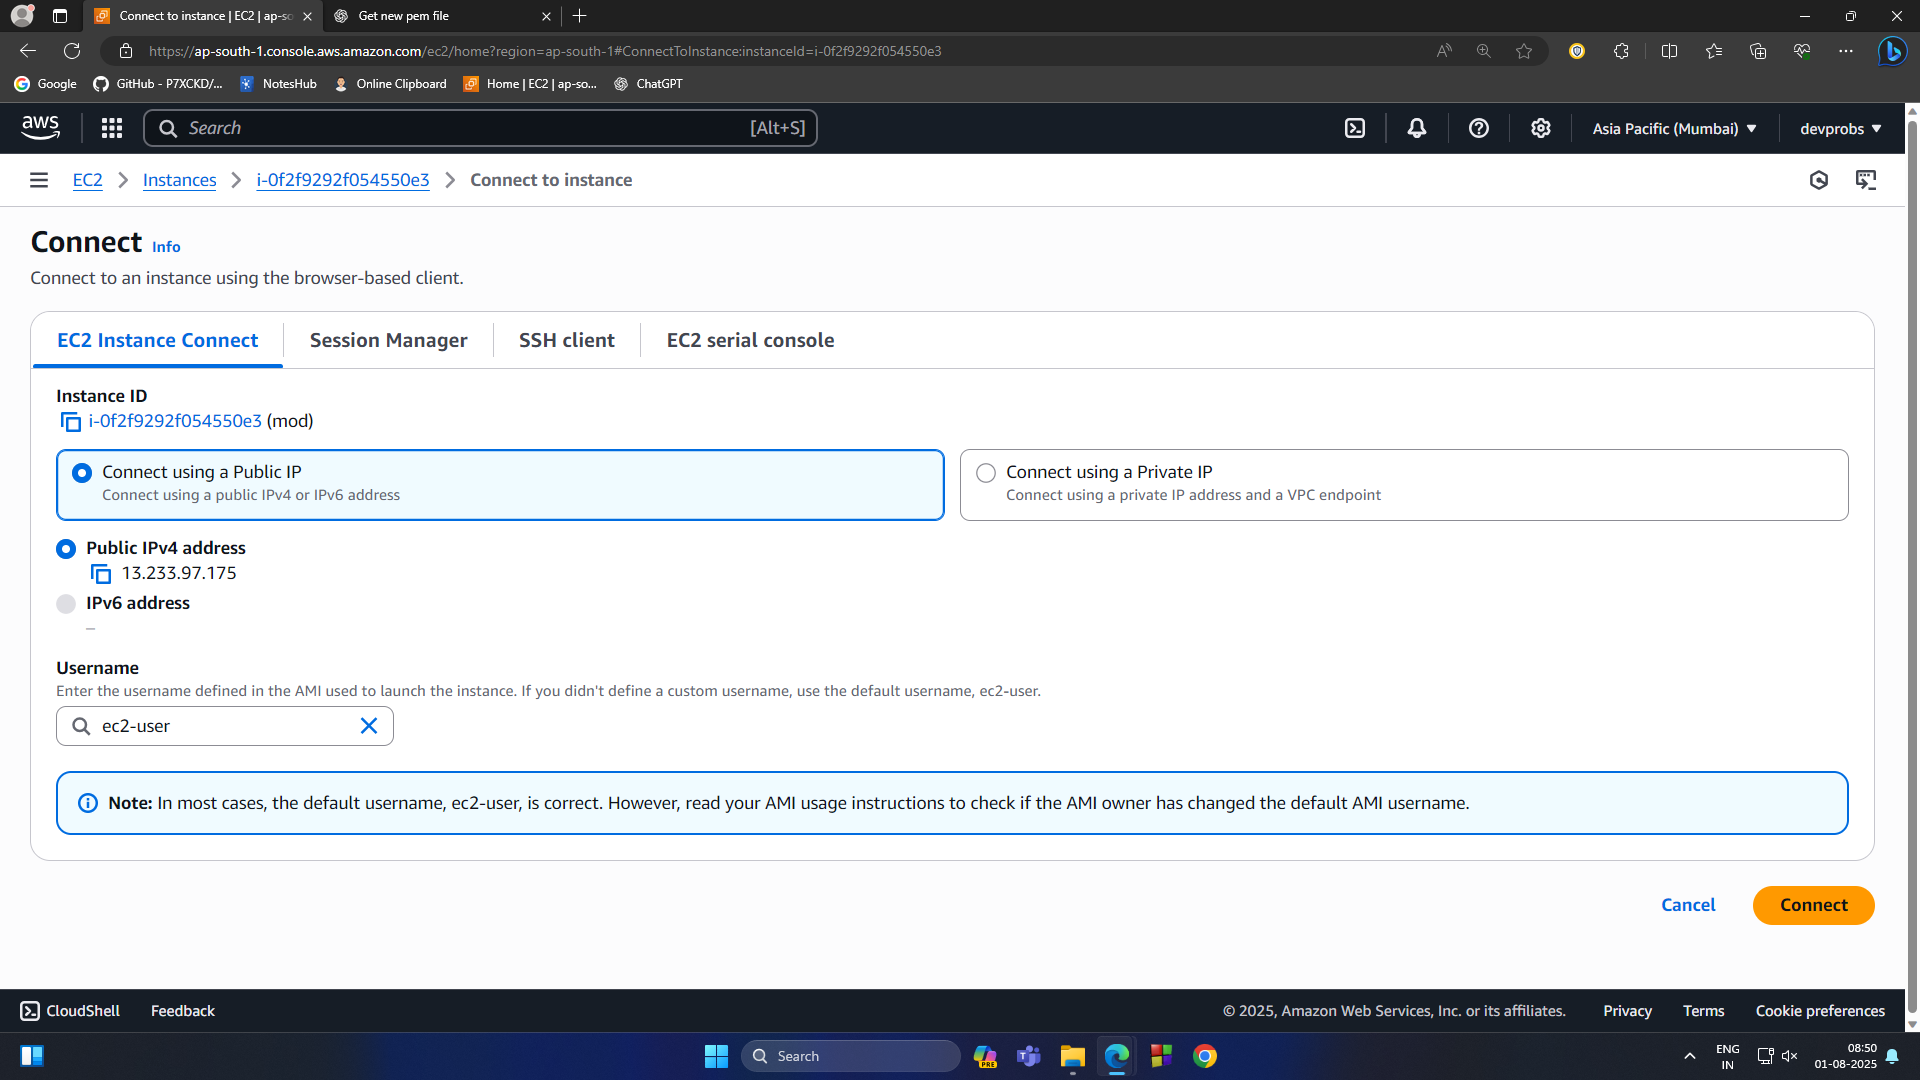 Connect to instance | EC2 | ap-so
Get new pem file
https://ap-south-1.console.aws.amazon.com/ec2/home?region=ap-south-1#ConnectToInstance:instanceId=i-0f2f9292f054550e3
Google
GitHub - P7XCKD/...
NotesHub
Online Clipboard
Home | EC2 | ap-so...
ChatGPT
aws
Search
[Alt+S]
Asia Pacific (Mumbai)
devprobs
EC2
Instances
i-0f2f9292f054550e3
Connect to instance
Connect Info
Connect to an instance using the browser-based client.
EC2 Instance Connect
Session Manager
SSH client
EC2 serial console
Instance ID
i-0f2f9292f054550e3 (mod)
Connect using a Public IP
Connect using a public IPv4 or IPv6 address
Connect using a Private IP
Connect using a private IP address and a VPC endpoint
Public IPv4 address
13.233.97.175
IPv6 address
–
Username
Enter the username defined in the AMI used to launch the instance. If you didn't define a custom username, use the default username, ec2-user.
ec2-user
Note: In most cases, the default username, ec2-user, is correct. However, read your AMI usage instructions to check if the AMI owner has changed the default AMI username.
Cancel
Connect
CloudShell
Feedback
© 2025, Amazon Web Services, Inc. or its affiliates.
Privacy
Terms
Cookie preferences
Search
PRE
ENG
IN
08:50
01-08-2025